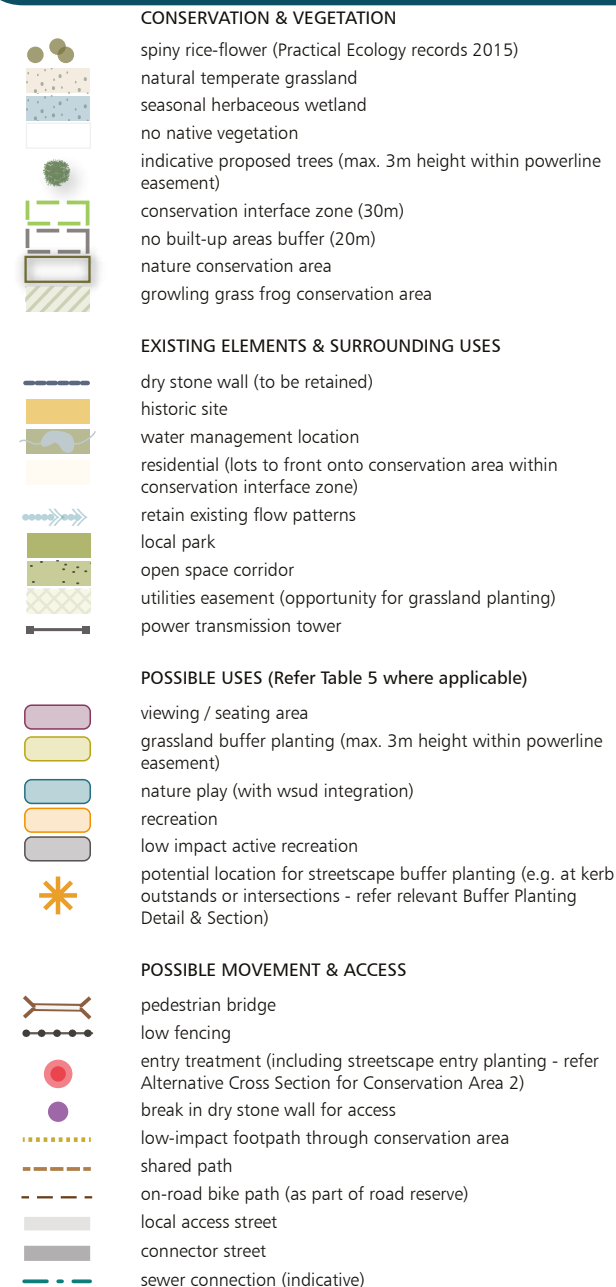 CONSERVATION & VEGETATION
spiny rice-flower (Practical Ecology records 2015)
natural temperate grassland
seasonal herbaceous wetland
no native vegetation
indicative proposed trees (max. 3m height within powerline
easement)
conservation interface zone (30m)
no built-up areas buffer (20m)
nature conservation area
growling grass frog conservation area
EXISTING ELEMENTS & SURROUNDING USES
dry stone wall (to be retained)
historic site
water management location
residential (lots to front onto conservation area within
conservation interface zone)
retain existing flow patterns
local park
open space corridor
utilities easement (opportunity for grassland planting)
power transmission tower
POSSIBLE USES (Refer Table 5 where applicable)
viewing / seating area
grassland buffer planting (max. 3m height within powerline
easement)
nature play (with wsud integration)
recreation
low impact active recreation
potential location for streetscape buffer planting (e.g. at kerb
outstands or intersections - refer relevant Buffer Planting
Detail & Section)
POSSIBLE MOVEMENT & ACCESS
pedestrian bridge
low fencing
entry treatment (including streetscape entry planting - refer
Alternative Cross Section for Conservation Area 2)
break in dry stone wall for access
low-impact footpath through conservation area
shared path
on-road bike path (as part of road reserve)
local access street
connector street
sewer connection (indicative)